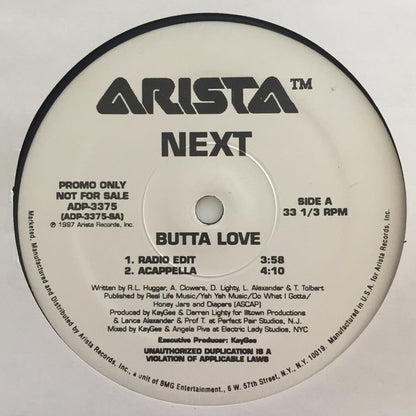 ARISTA™
NEXT
PROMO ONLY
NOT FOR SALE
ADP-3375
(ADP-3375-SA)
℗ 1997 Arista Records, Inc.
SIDE A
33 1/3 RPM
BUTTA LOVE
1. RADIO EDIT 3:58
2. ACAPPELLA 4:10
Written by R.L. Huggar, A. Clowers, D. Lighty, L. Alexander & T. Tolbert
Published by Real Life Music/Yah Yah Music/Do What I Gotta/
Honey Jars and Diapers (ASCAP)
Produced by KayGee & Darren Lighty for Illtown Productions
& Lance Alexander & Prof T. at Perfect Pair Studios, N.J.
Mixed by KayGee & Angela Piva at Electric Lady Studios, NYC
Executive Producer: KayGee
UNAUTHORIZED DUPLICATION IS A
VIOLATION OF APPLICABLE LAWS
Marketed, Manufactured and Distributed by Arista Records, Inc., a unit of BMG Entertainment., 6 W. 57th Street, N.Y., N.Y. 10019. Manufactured in U.S.A. for Arista Records, Inc.